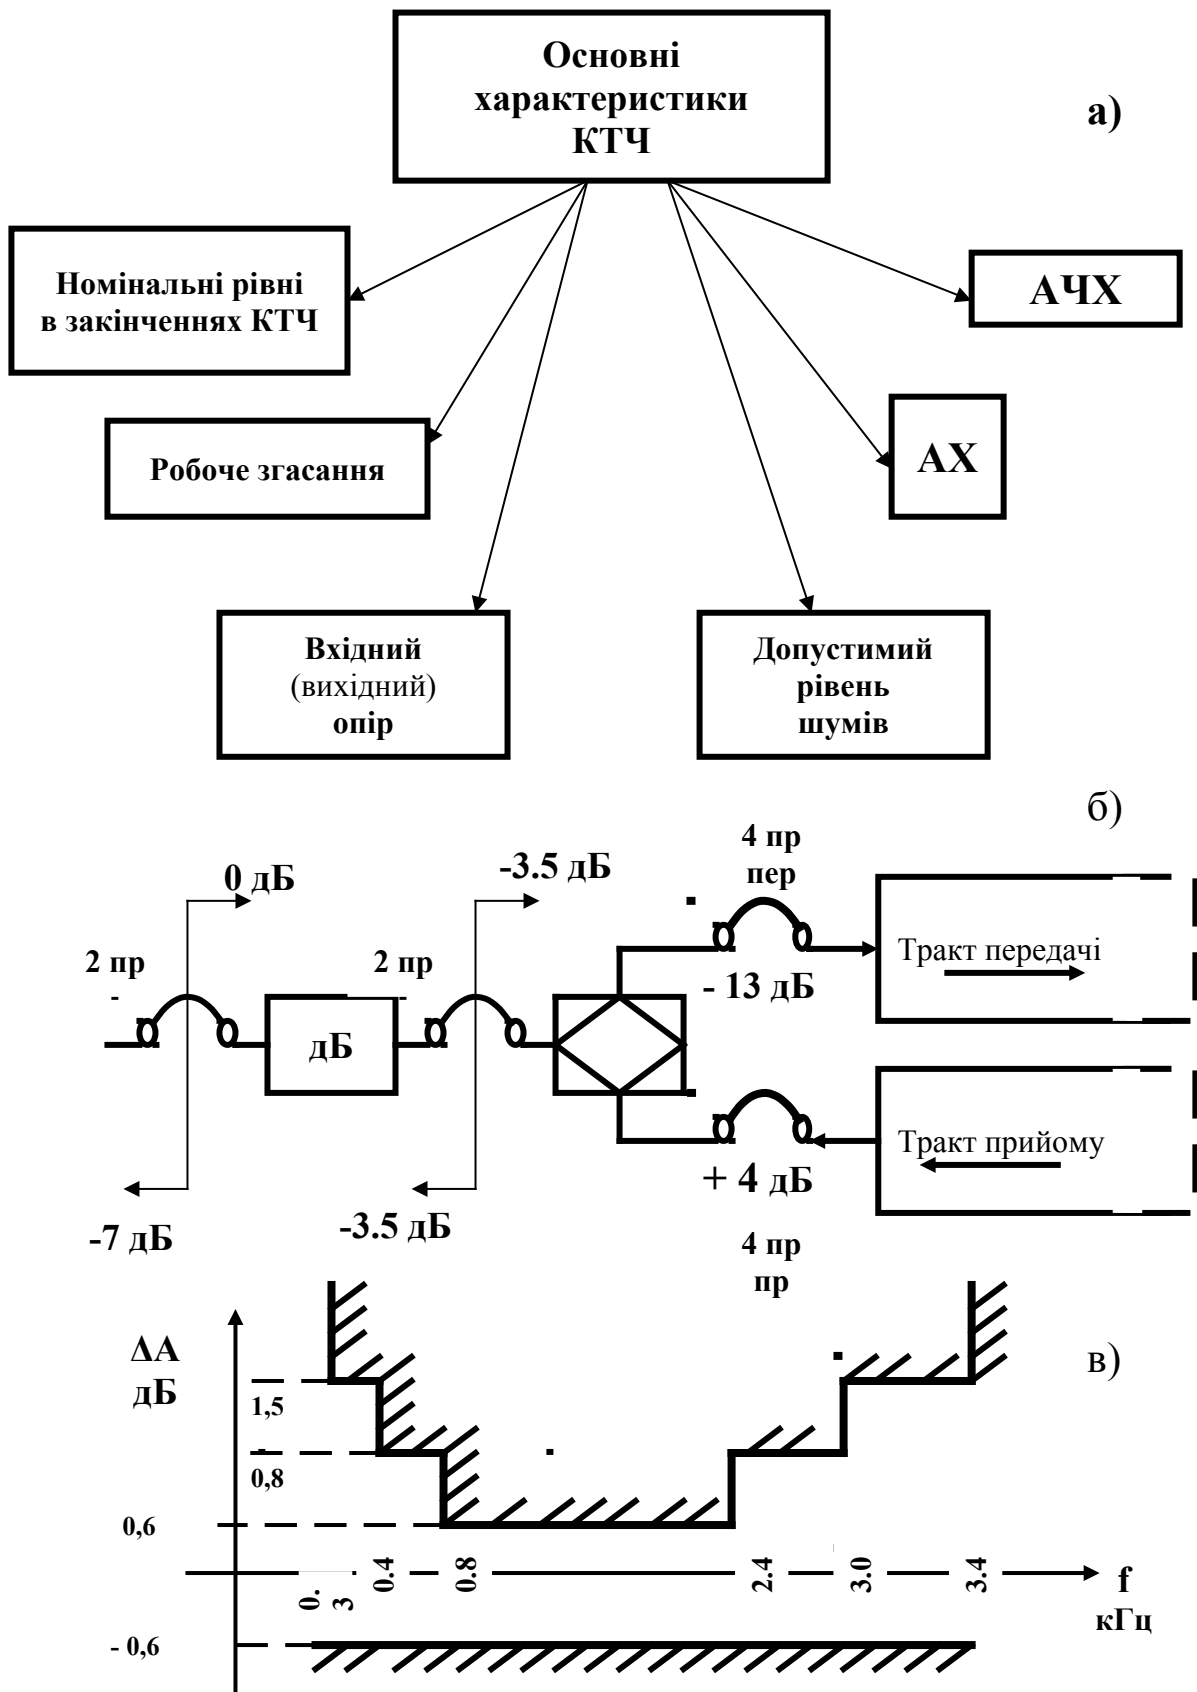 Основні
характеристики
КТЧ
а)
Номінальні рівні
в закінченнях КТЧ
АЧХ
Робоче згасання
АХ
Вхідний
(вихідний)
опір
Допустимий
рівень
шумів
б)
4 пр
пер
0 дБ
-3.5 дБ
2 пр
2 пр
- 13 дБ
Тракт передачі
дБ
Тракт прийому
+ 4 дБ
-7 дБ
-3.5 дБ
4 пр
пр
в)
ΔА
дБ
1,5
0,8
0,6
0.
3
0.4
0.8
2.4
3.0
3.4
f
кГц
- 0,6